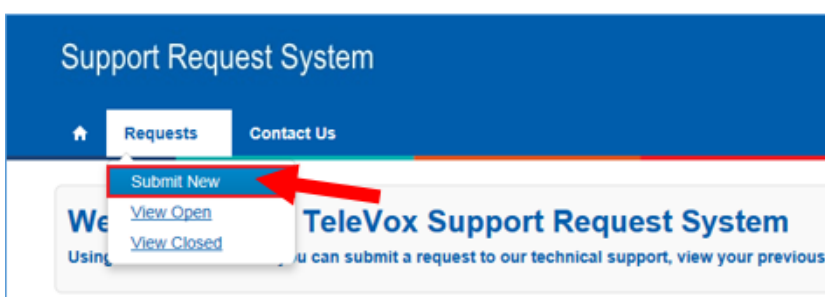 Support Request System
Requests Contact Us
Submit New
View Open
View Closed
We TeleVox Support Request System
Using can submit a request to our technical support, view your previous